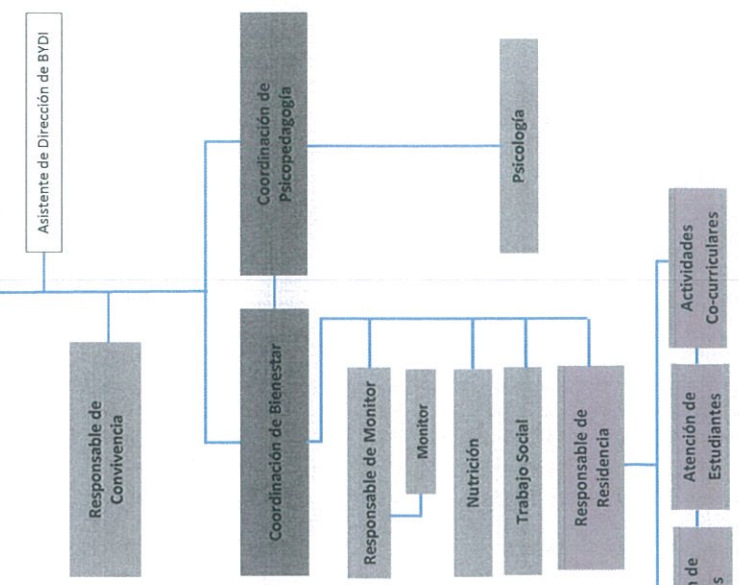 Asistente de Dirección de BYDI
Responsable de
Convivencia
Coordinación de Bienestar
Coordinación de
Psicopedagogía
Responsable de Monitor
Monitor
Nutrición
Trabajo Social
Responsable de
Residencia
Psicología
Atención de
Estudiantes
Actividades
Co-curriculares
de